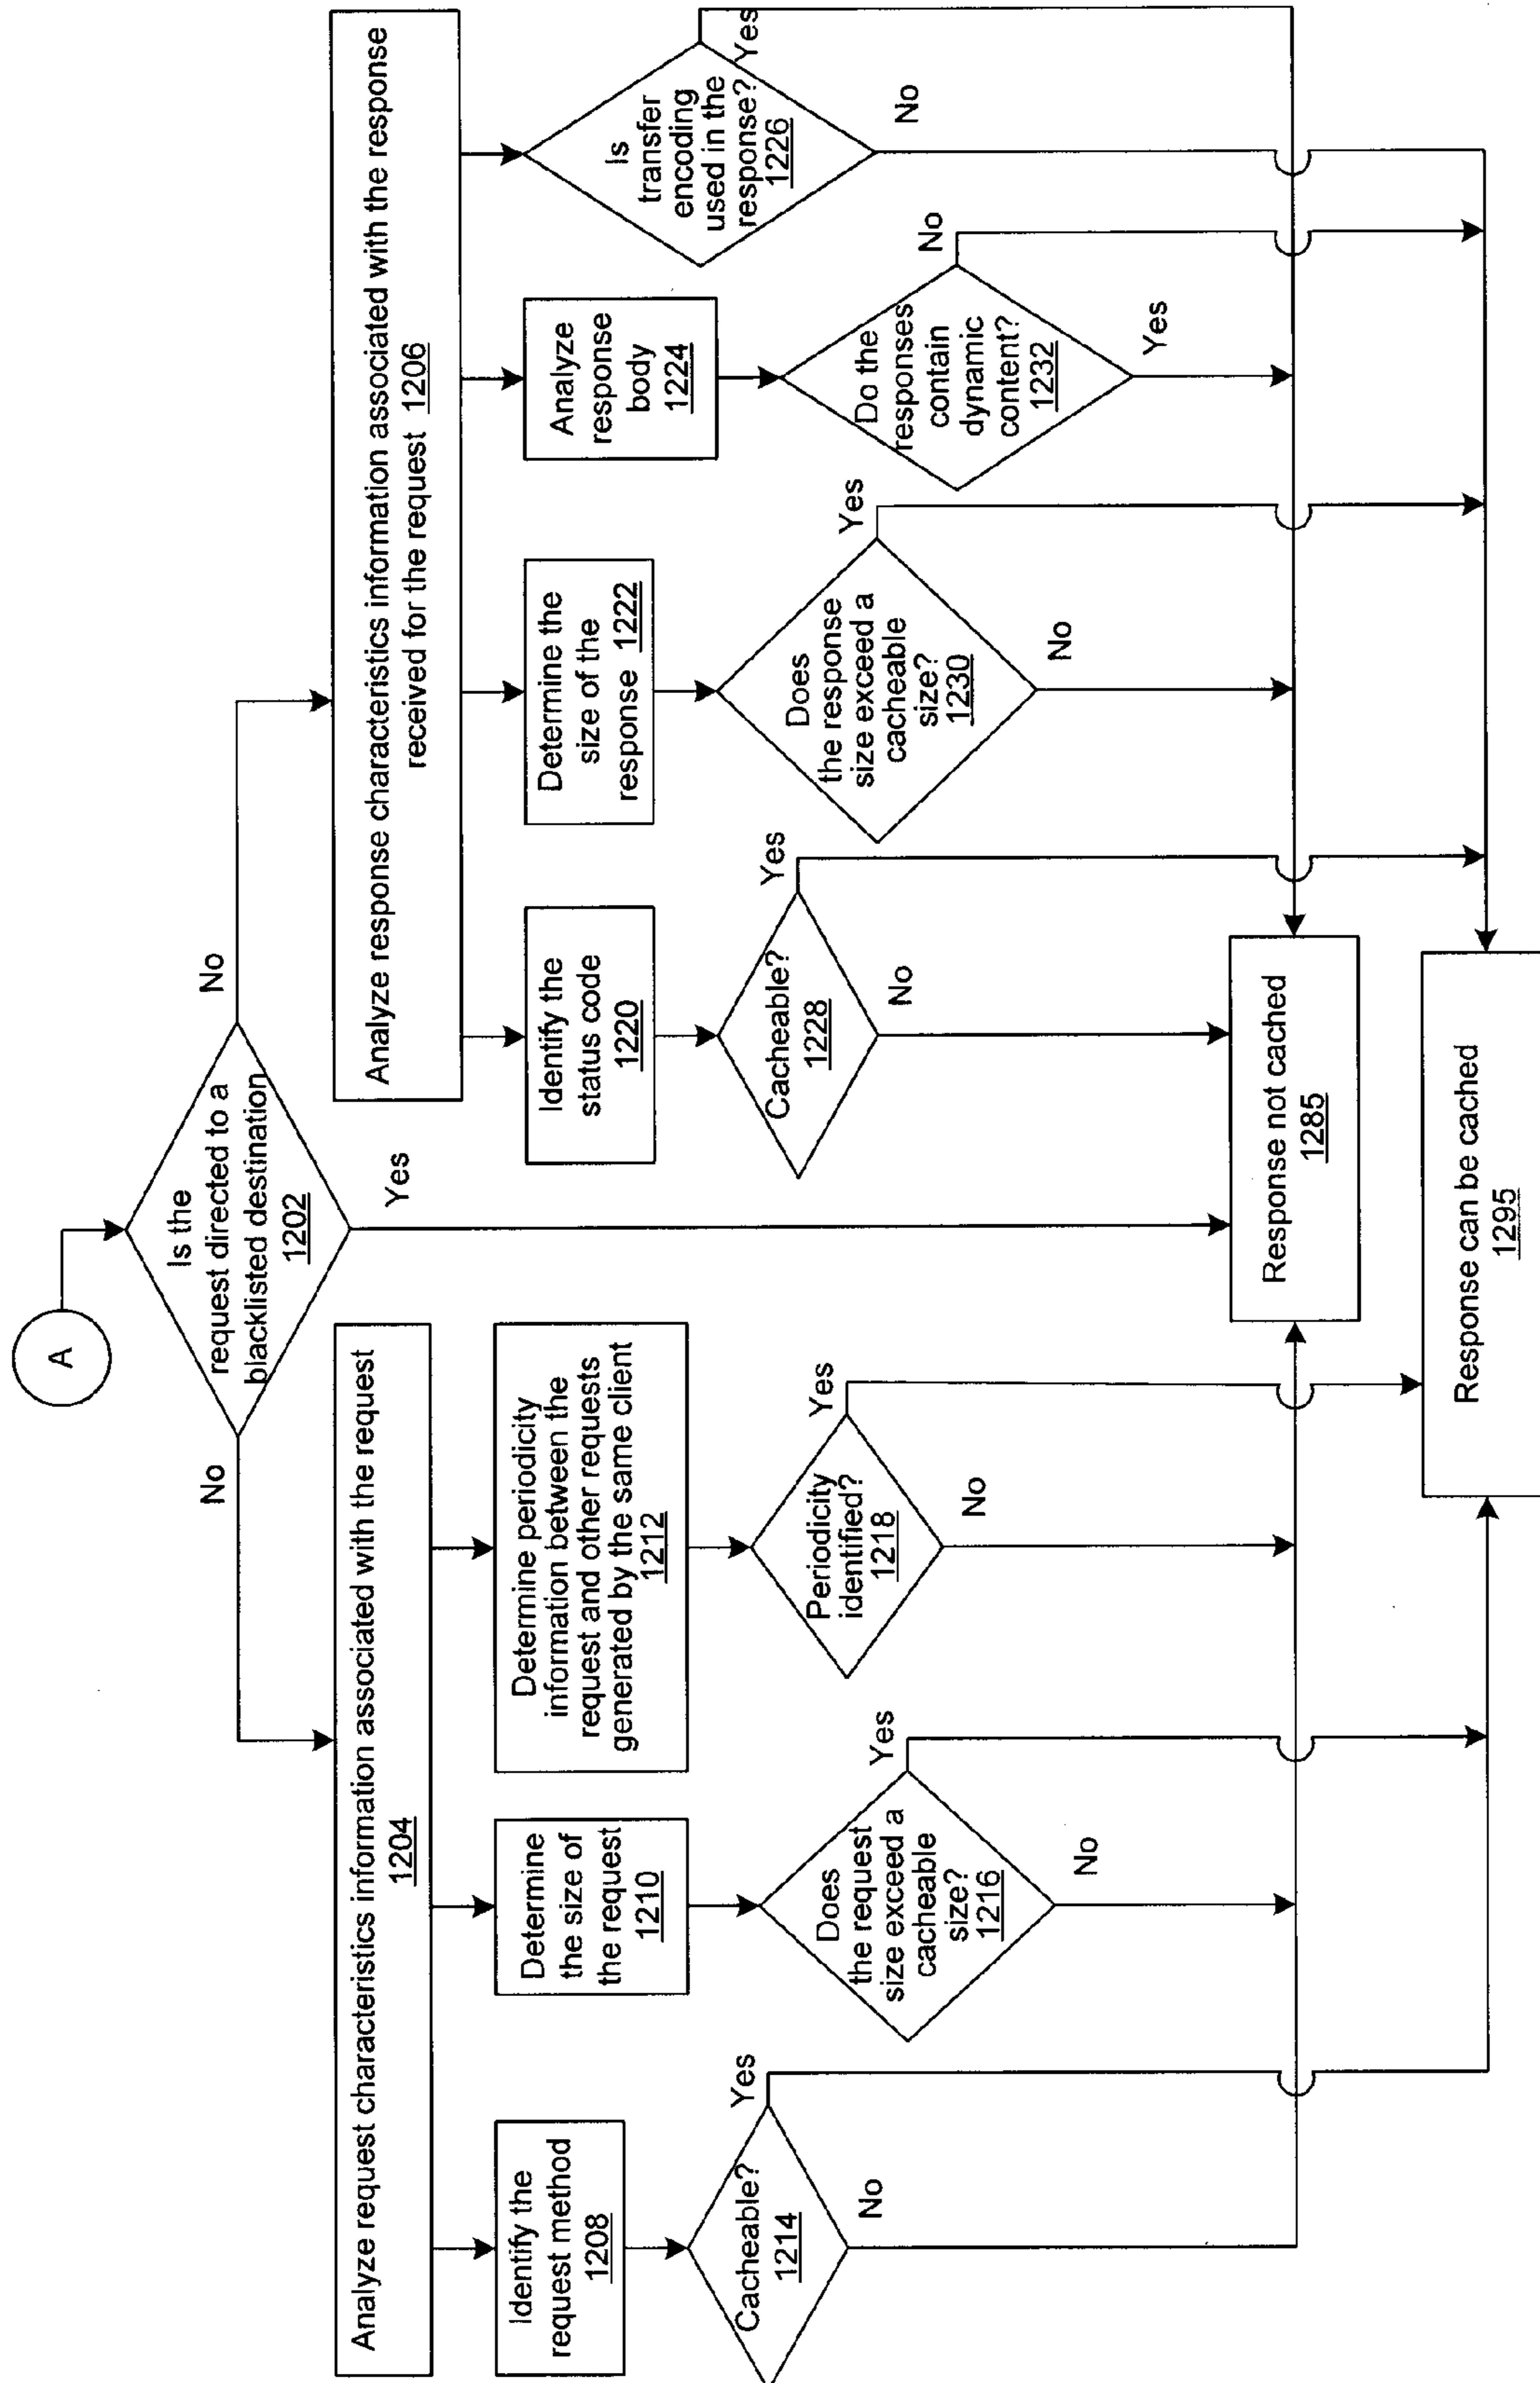 A
Is the
request directed to a
blacklisted destination
1202
No
No
Yes
Analyze request characteristics information associated with the request
1204
Analyze response characteristics information associated with the response
received for the request 1206
Identify the
request method
1208
Determine
the size of
the request
1210
Determine periodicity
information between the
request and other requests
generated by the same client
1212
Identify the
status code
1220
Determine the
size of the
response 1222
Analyze
response
body
1224
Is
transfer
encoding
used in the
response?
1226
Yes
No
Cacheable?
1214
Yes
No
Does
the request
size exceed a
cacheable
size?
1216
Yes
No
Periodicity
identified?
1218
Yes
No
Cacheable?
1228
Yes
No
Does
the response
size exceed a
cacheable
size?
1230
Yes
No
Do the
responses
contain
dynamic
content?
1232
No
Yes
Response not cached
1285
Response can be cached
1295